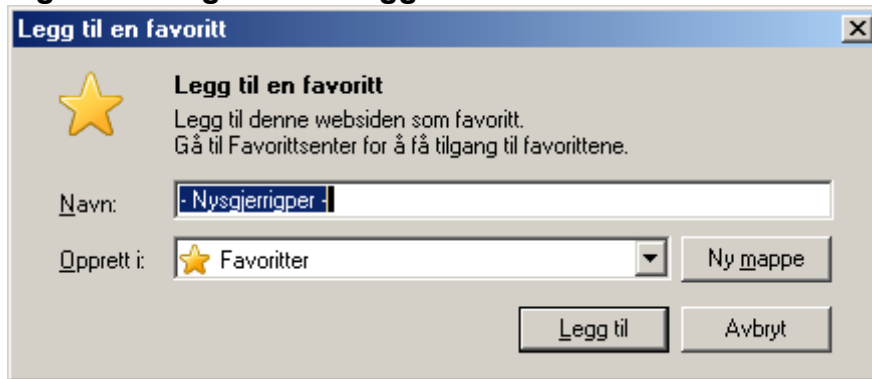 Legg til en favoritt
Legg til en favoritt
Legg til denne websiden som favoritt.
Gå til Favorittsenter for å få tilgang til favorittene.
Navn: - Nysgjerrigper -
Opprett i: Favoritter Ny mappe
Legg til Avbryt